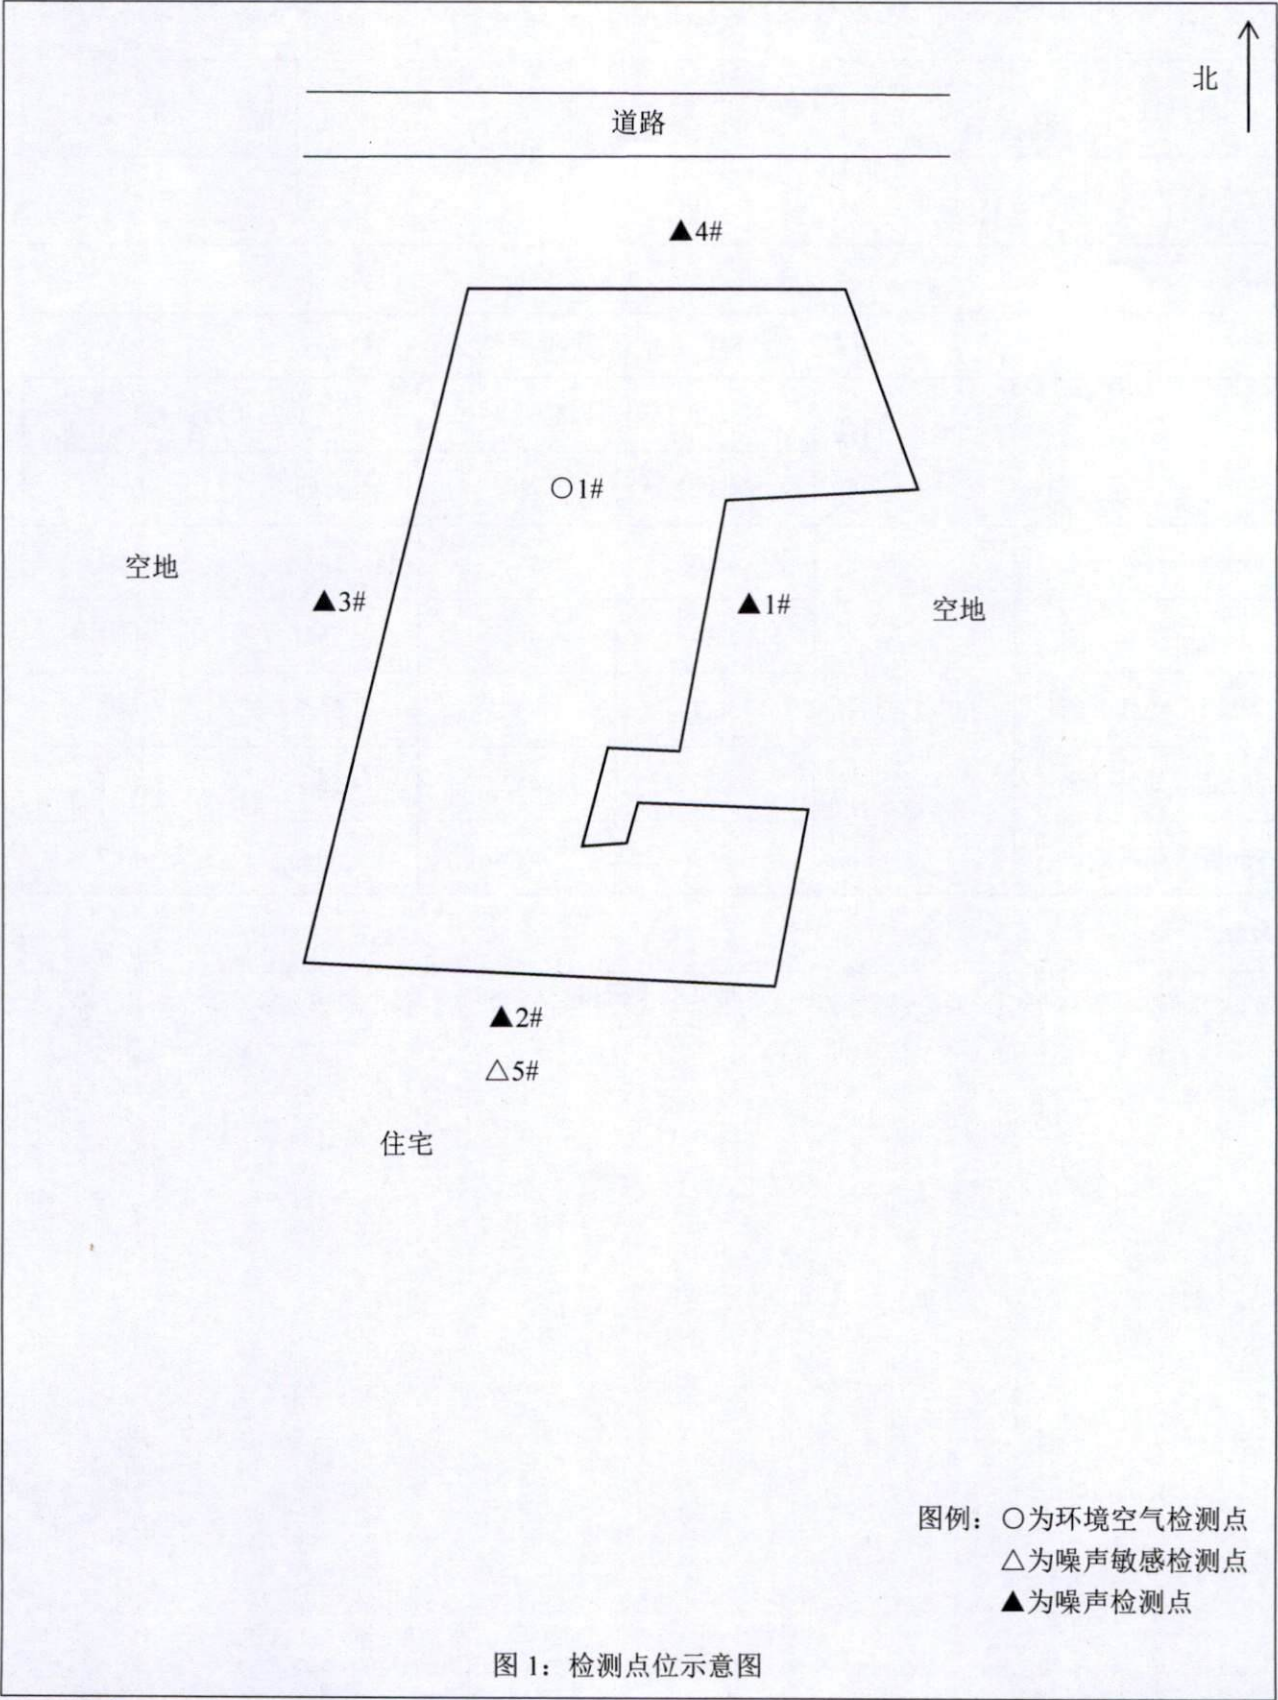 北
道路
▲4#
○1#
空地
▲3#
▲1#
空地
▲2#
△5#
住宅
图例：○为环境空气检测点
△为噪声敏感检测点
▲为噪声检测点
图 1：检测点位示意图